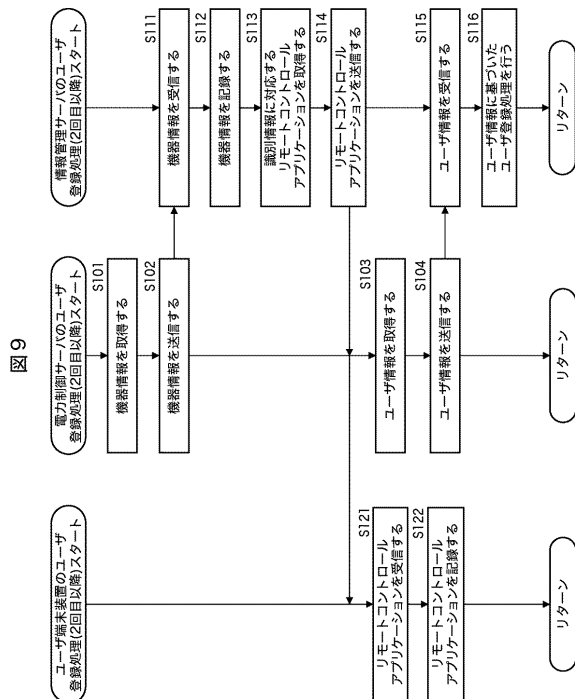 図9
ユーザ端末装置のユーザ
登録処理(2回目以降)スタート
S121
リモートコントロール
アプリケーションを受信する
S122
リモートコントロール
アプリケーションを記録する
リターン
電力制御サーバのユーザ
登録処理(2回目以降)スタート
S101
機器情報を取得する
S102
機器情報を送信する
S103
ユーザ情報を取得する
S104
ユーザ情報を送信する
リターン
情報管理サーバのユーザ
登録処理(2回目以降)スタート
S111
機器情報を受信する
S112
機器情報を記録する
S113
識別情報に対応する
リモートコントロール
アプリケーションを取得する
S114
リモートコントロール
アプリケーションを送信する
S115
ユーザ情報を受信する
S116
ユーザ情報に基づいた
ユーザ登録処理を行う
リターン